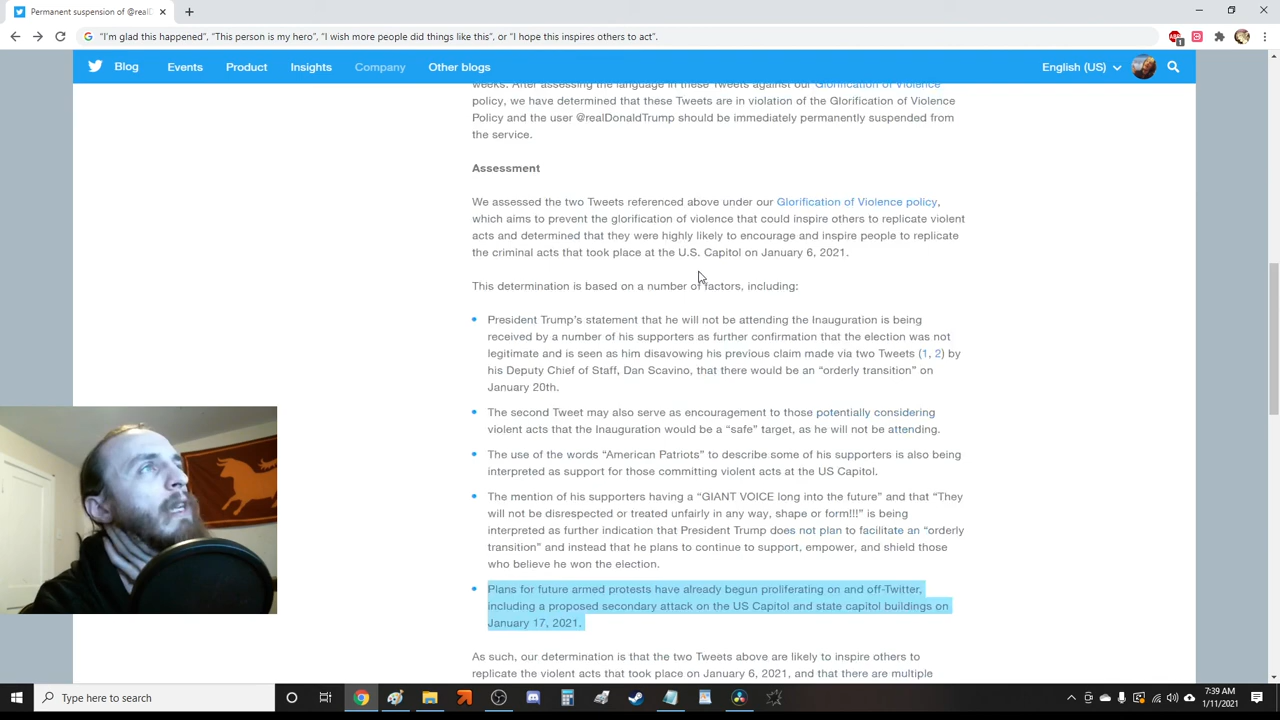 Permanent suspension of @realD
"I'm glad this happened", "This person is my hero", "I wish more people did things like this", or "I hope this inspires others to act".
Blog Events Product Insights Company Other blogs English (US)
weeks. After assessing the language in these Tweets against our Glorification of Violence
policy, we have determined that these Tweets are in violation of the Glorification of Violence
Policy and the user @realDonaldTrump should be immediately permanently suspended from
the service.
Assessment
We assessed the two Tweets referenced above under our Glorification of Violence policy,
which aims to prevent the glorification of violence that could inspire others to replicate violent
acts and determined that they were highly likely to encourage and inspire people to replicate
the criminal acts that took place at the U.S. Capitol on January 6, 2021.
This determination is based on a number of factors, including:
President Trump's statement that he will not be attending the Inauguration is being
received by a number of his supporters as further confirmation that the election was not
legitimate and is seen as him disavowing his previous claim made via two Tweets (1, 2) by
his Deputy Chief of Staff, Dan Scavino, that there would be an “orderly transition” on
January 20th.
The second Tweet may also serve as encouragement to those potentially considering
violent acts that the Inauguration would be a “safe” target, as he will not be attending.
The use of the words “American Patriots” to describe some of his supporters is also being
interpreted as support for those committing violent acts at the US Capitol.
The mention of his supporters having a “GIANT VOICE long into the future” and that “They
will not be disrespected or treated unfairly in any way, shape or form!!!” is being
interpreted as further indication that President Trump does not plan to facilitate an “orderly
transition” and instead that he plans to continue to support, empower, and shield those
who believe he won the election.
Plans for future armed protests have already begun proliferating on and off-Twitter,
including a proposed secondary attack on the US Capitol and state capitol buildings on
January 17, 2021.
As such, our determination is that the two Tweets above are likely to inspire others to
replicate the violent acts that took place on January 6, 2021, and that there are multiple
Type here to search
7:39 AM
1/11/2021